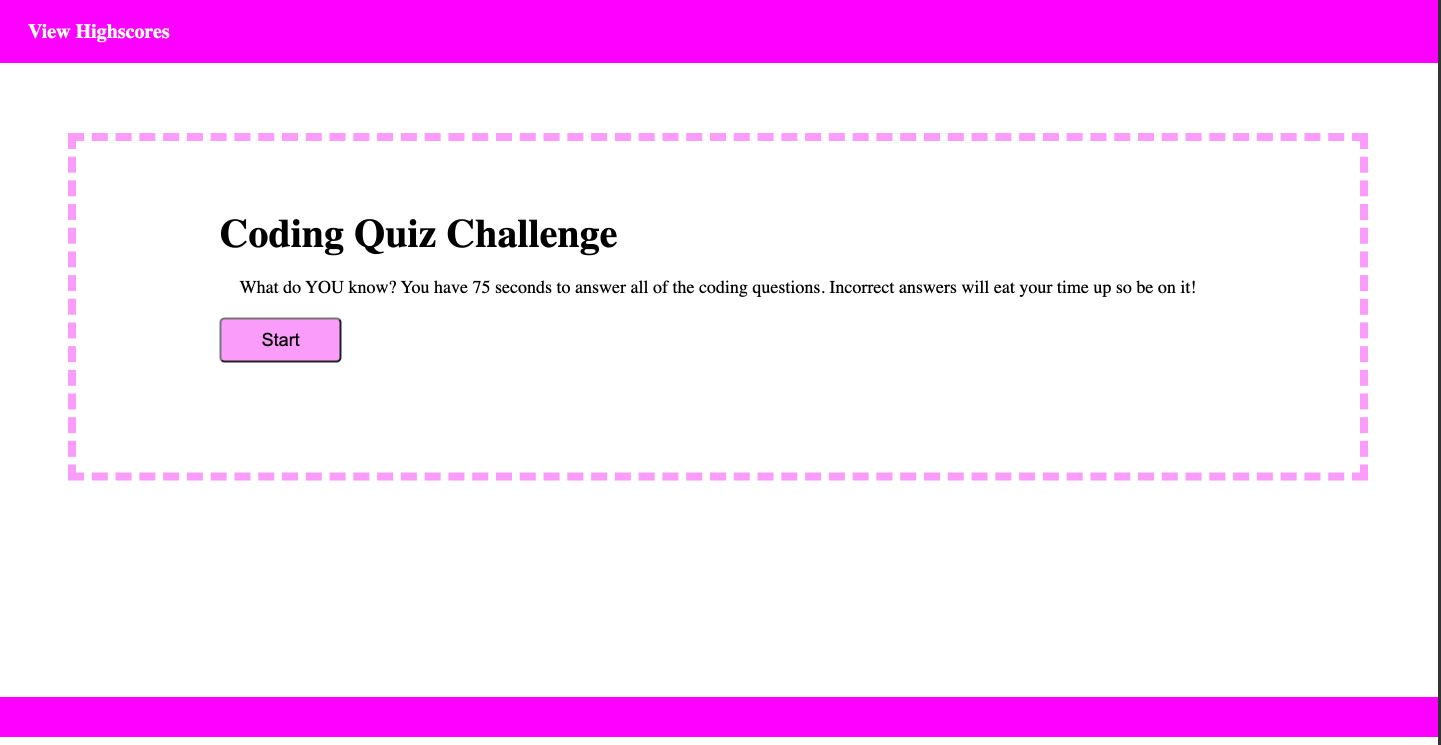 View Highscores
Coding Quiz Challenge
What do YOU know? You have 75 seconds to answer all of the coding questions. Incorrect answers will eat your time up so be on it!
Start